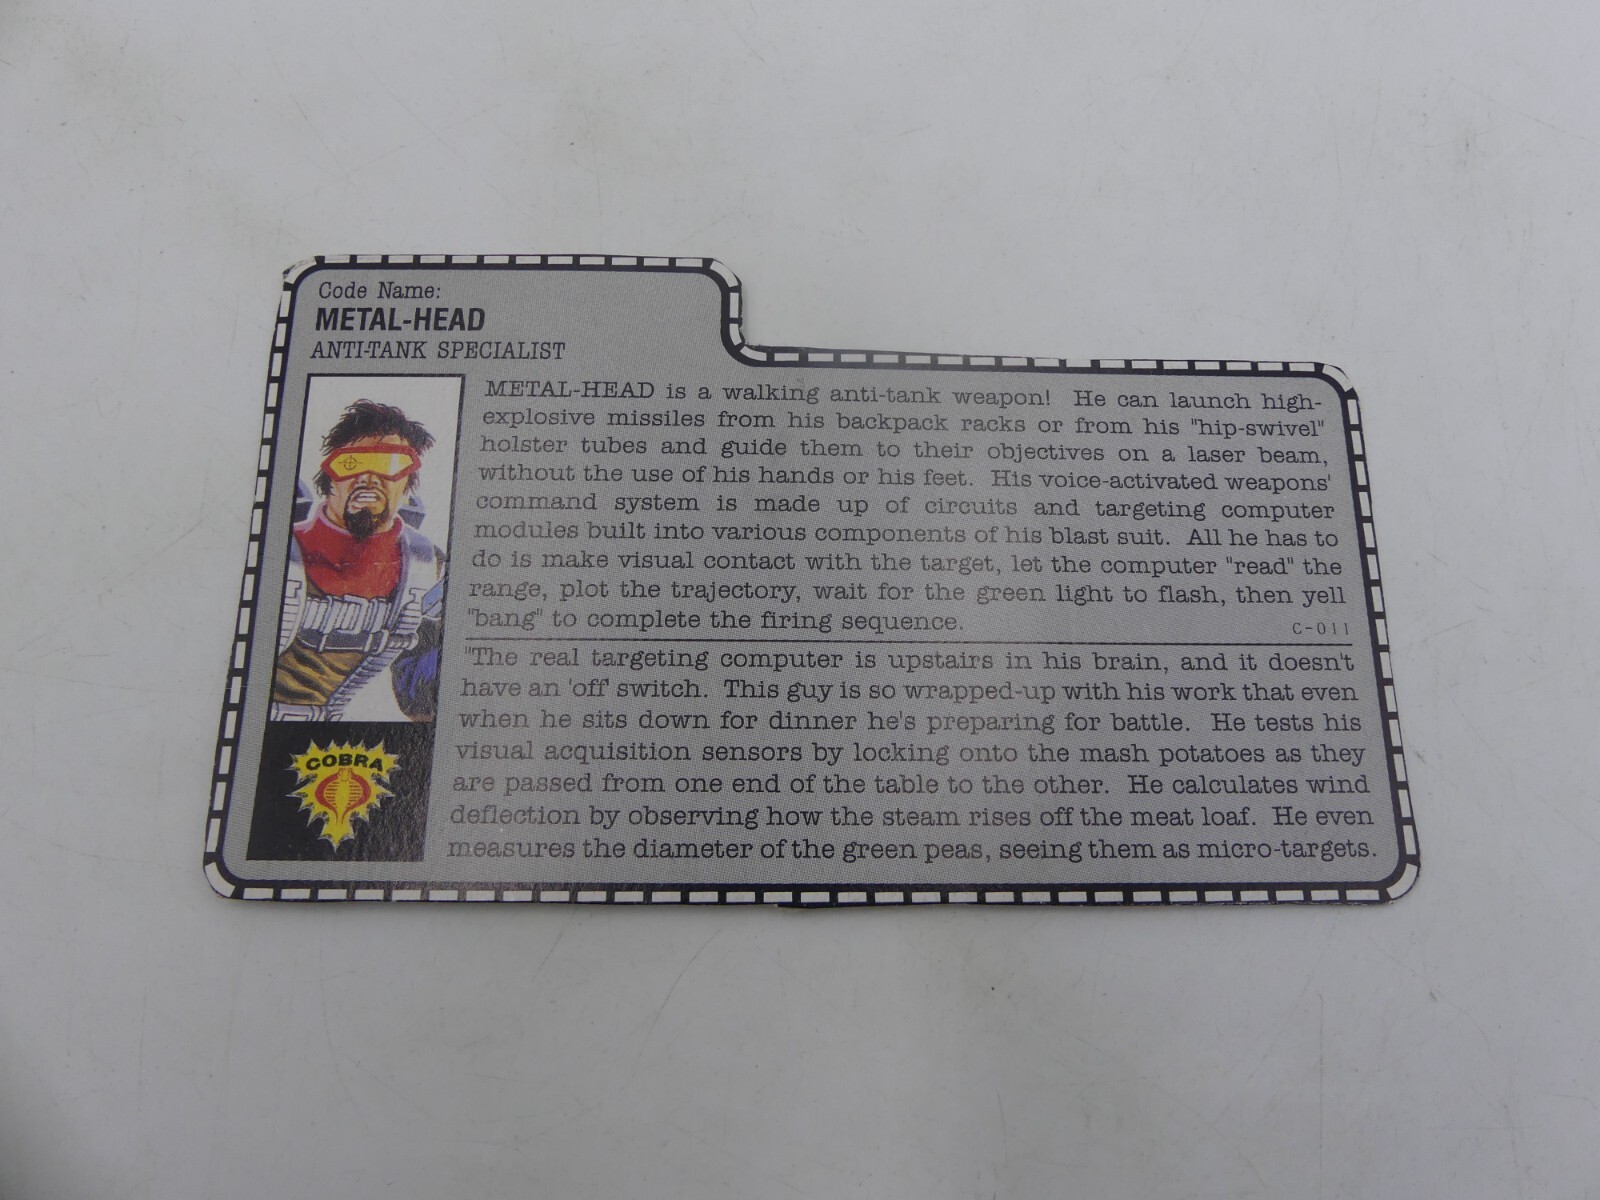 Code Name:
METAL-HEAD
ANTI-TANK SPECIALIST
METAL-HEAD is a walking anti-tank weapon! He can launch high-
explosive missiles from his backpack racks or from his "hip-swivel"
holster tubes and guide them to their objectives on a laser beam,
without the use of his hands or his feet. His voice-activated weapons'
command system is made up of circuits and targeting computer
modules built into various components of his blast suit. All he has to
do is make visual contact with the target, let the computer "read" the
range, plot the trajectory, wait for the green light to flash, then yell
"bang" to complete the firing sequence.
C-011
"The real targeting computer is upstairs in his brain, and it doesn't
have an 'off' switch. This guy is so wrapped-up with his work that even
when he sits down for dinner he's preparing for battle. He tests his
visual acquisition sensors by locking onto the mash potatoes as they
are passed from one end of the table to the other. He calculates wind
deflection by observing how the steam rises off the meat loaf. He even
measures the diameter of the green peas, seeing them as micro-targets.
COBRA